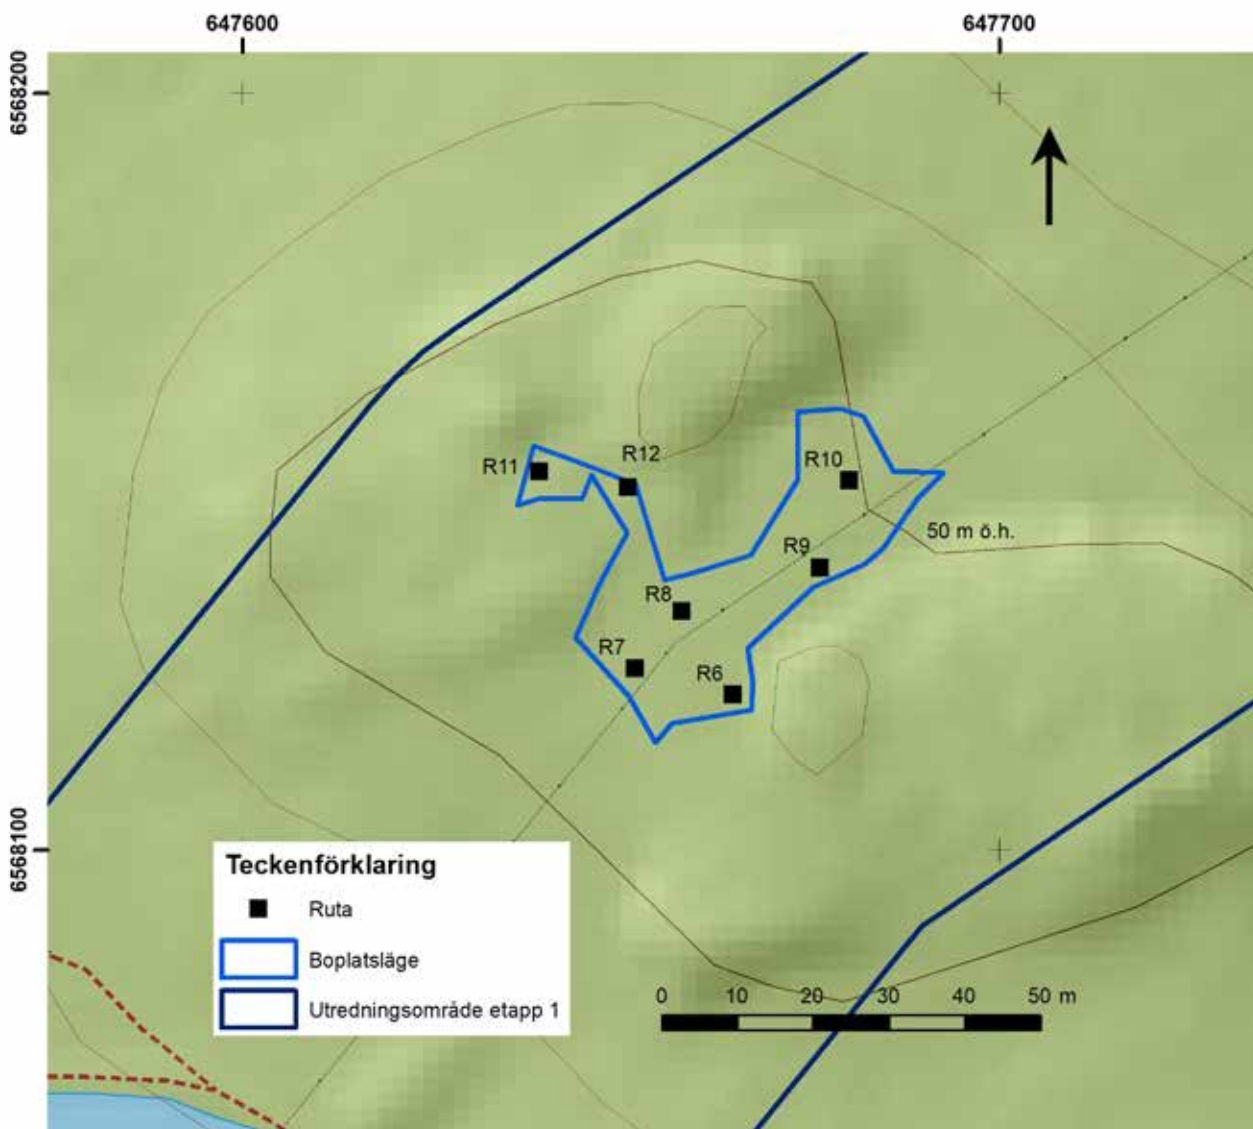 647600
647700
6568200
R11
R12
R10
50 m ö.h.
R9
R8
R7
R6
6568100
Teckenförklaring
Ruta
Boplatsläge
Utredningsområde etapp 1
0 10 20 30 40 50 m